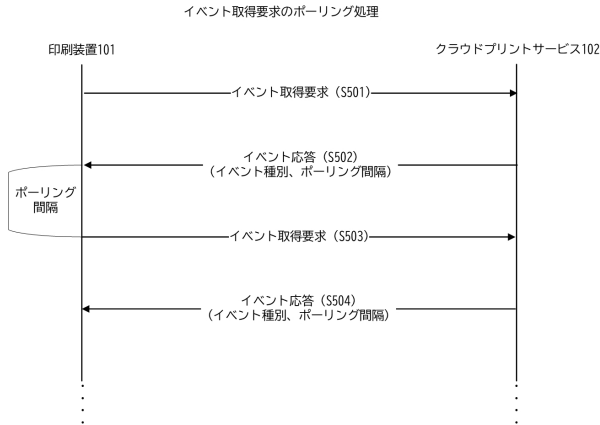 イベント取得要求のポーリング処理
印刷装置101
クラウドプリントサービス102
イベント取得要求（S501）
イベント応答（S502）
（イベント種別、ポーリング間隔）
ポーリング
間隔
イベント取得要求（S503）
イベント応答（S504）
（イベント種別、ポーリング間隔）